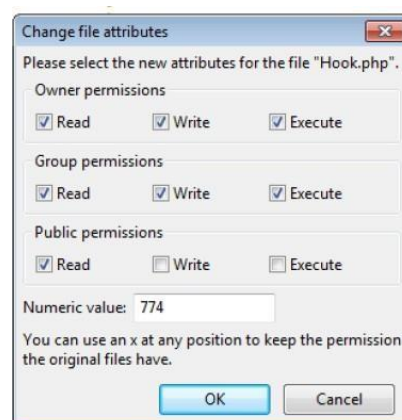 Change file attributes
Please select the new attributes for the file "Hook.php".
Owner permissions
Read Write Execute
Group permissions
Read Write Execute
Public permissions
Read Write Execute
Numeric value: 774
You can use an x at any position to keep the permission
the original files have.
OK Cancel